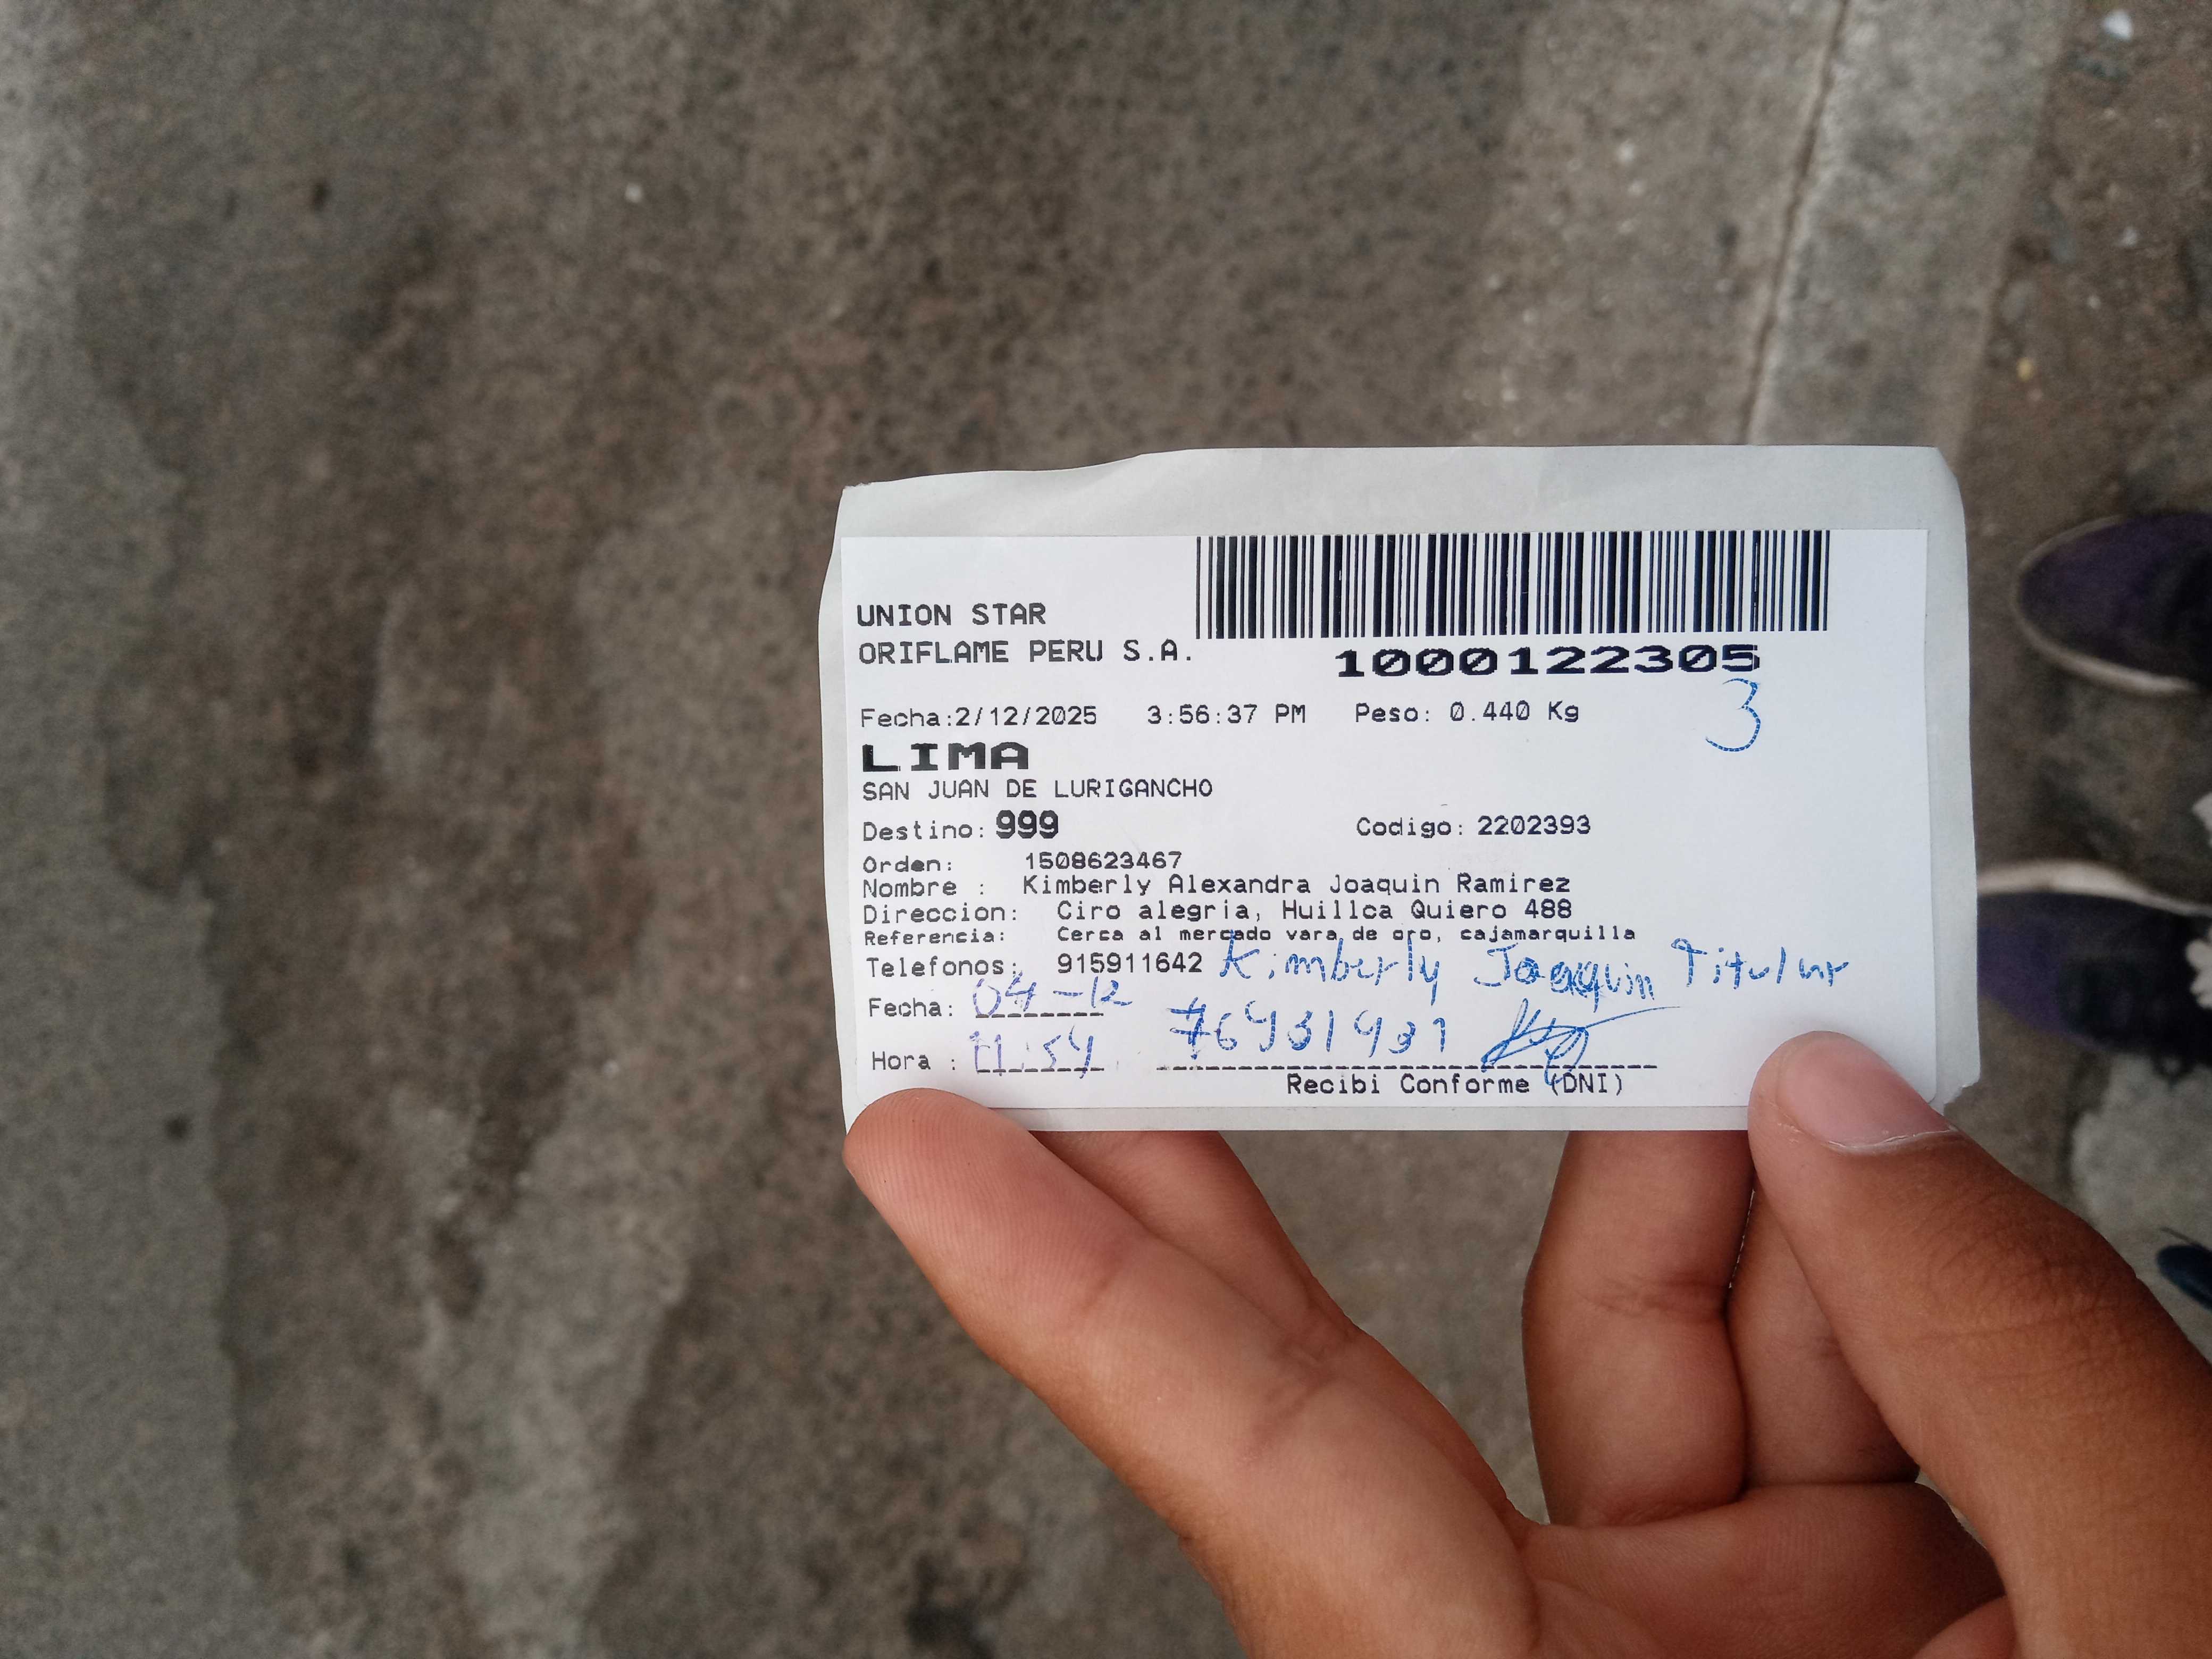 UNION STAR
ORIFLAME PERU S.A.
1000122305
3
Fecha:2/12/2025 3:56:37 PM Peso: 0.440 Kg
LIMA
SAN JUAN DE LURIGANCHO
Destino: 999 Codigo: 2202393
Orden: 1508623467
Nombre : Kimberly Alexandra Joaquin Ramirez
Direccion: Ciro alegria, Huillca Quiero 488
Referencia: Cerca al mercado vara de oro, cajamarquilla
Telefonos: 915911642 Kimberly Joaquin Titular
Fecha: 04-12
76931931
Hora : 11:54
Recibi Conforme (DNI)